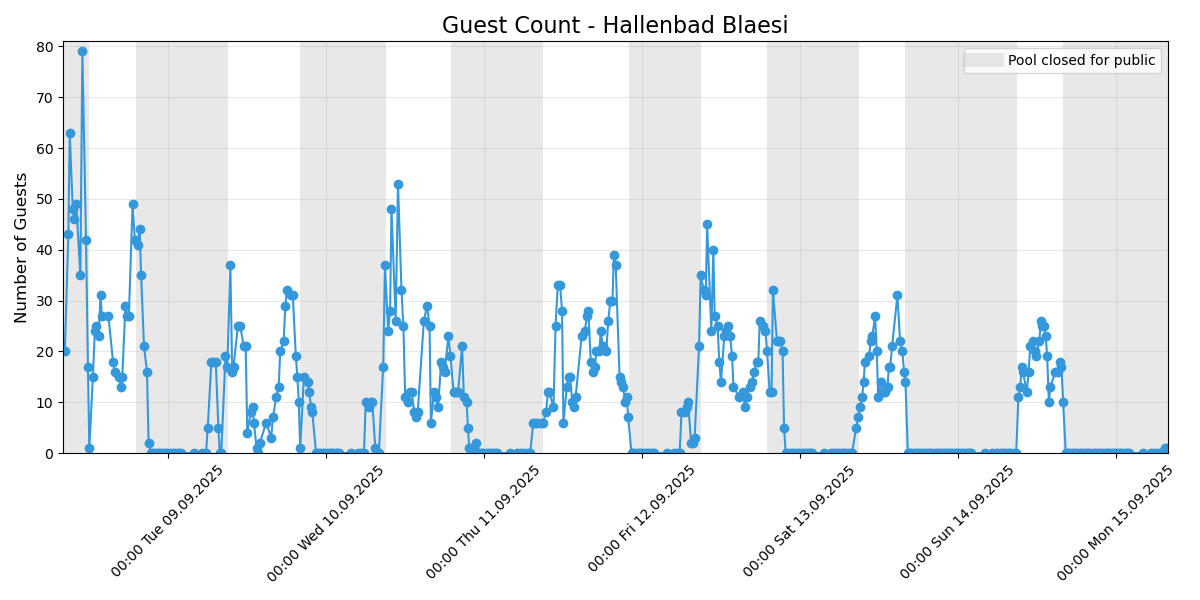 Guest Count - Hallenbad Blaesi
Number of Guests
80
70
60
50
40
30
20
10
0
Pool closed for public
00:00 Tue 09.09.2025
00:00 Wed 10.09.2025
00:00 Thu 11.09.2025
00:00 Fri 12.09.2025
00:00 Sat 13.09.2025
00:00 Sun 14.09.2025
00:00 Mon 15.09.2025